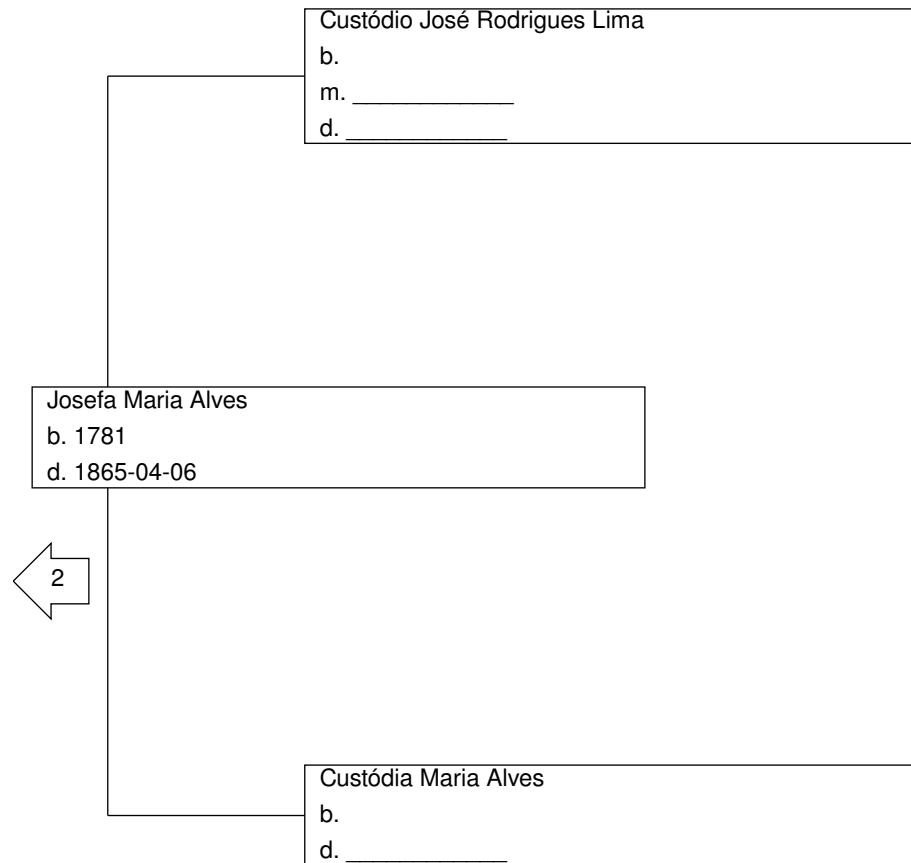 Custódio José Rodrigues Lima
b.
m. ____________
d. ____________
Josefa Maria Alves
b. 1781
d. 1865-04-06
2
Custódia Maria Alves
b.
d. ____________